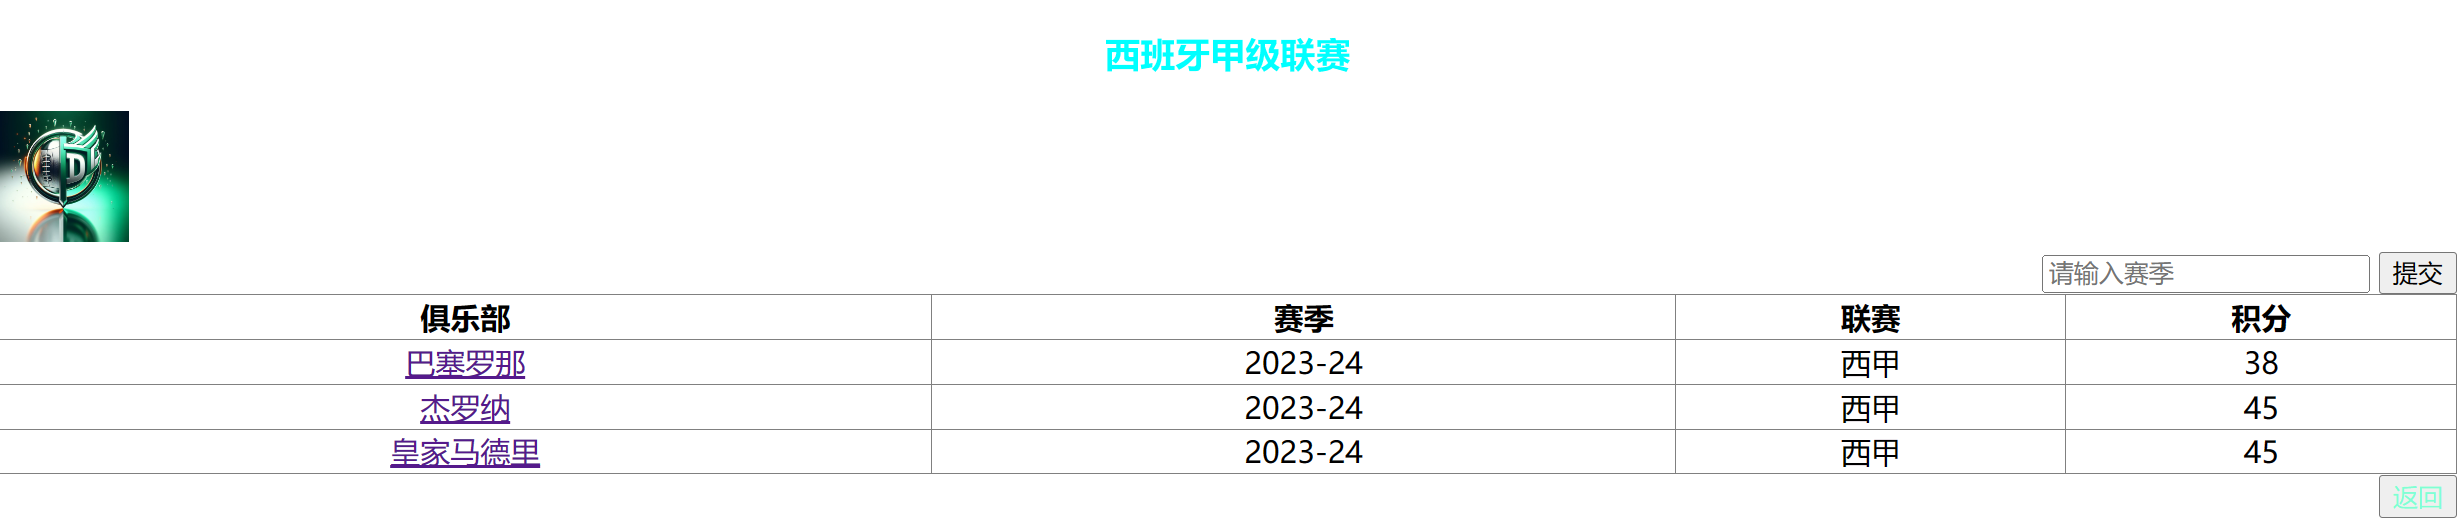 西班牙甲级联赛
D
请输入赛季 提交
俱乐部 赛季 联赛 积分
巴塞罗那 2023-24 西甲 38
杰罗纳 2023-24 西甲 45
皇家马德里 2023-24 西甲 45
返回